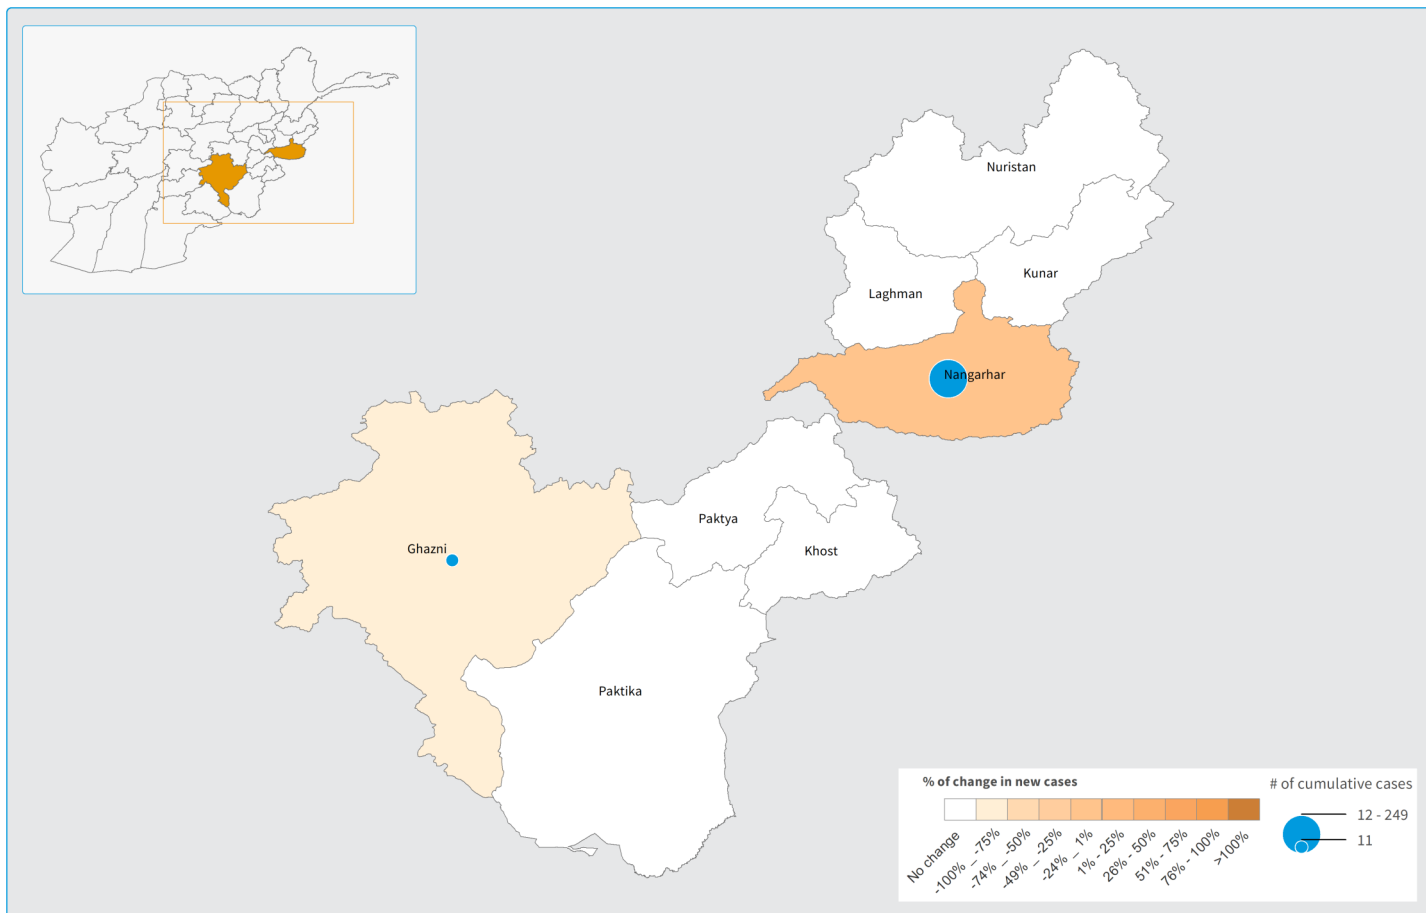 Nuristan
Kunar
Laghman
Nangarhar
Paktya
Ghazni
Khost
Paktika
% of change in new cases
No change
-100% _ -75%
-74% _ -50%
-49% _ -25%
-24% _ 1%
1% - 25%
26% - 50%
51% - 75%
76% - 100%
>100%
# of cumulative cases
12 - 249
11